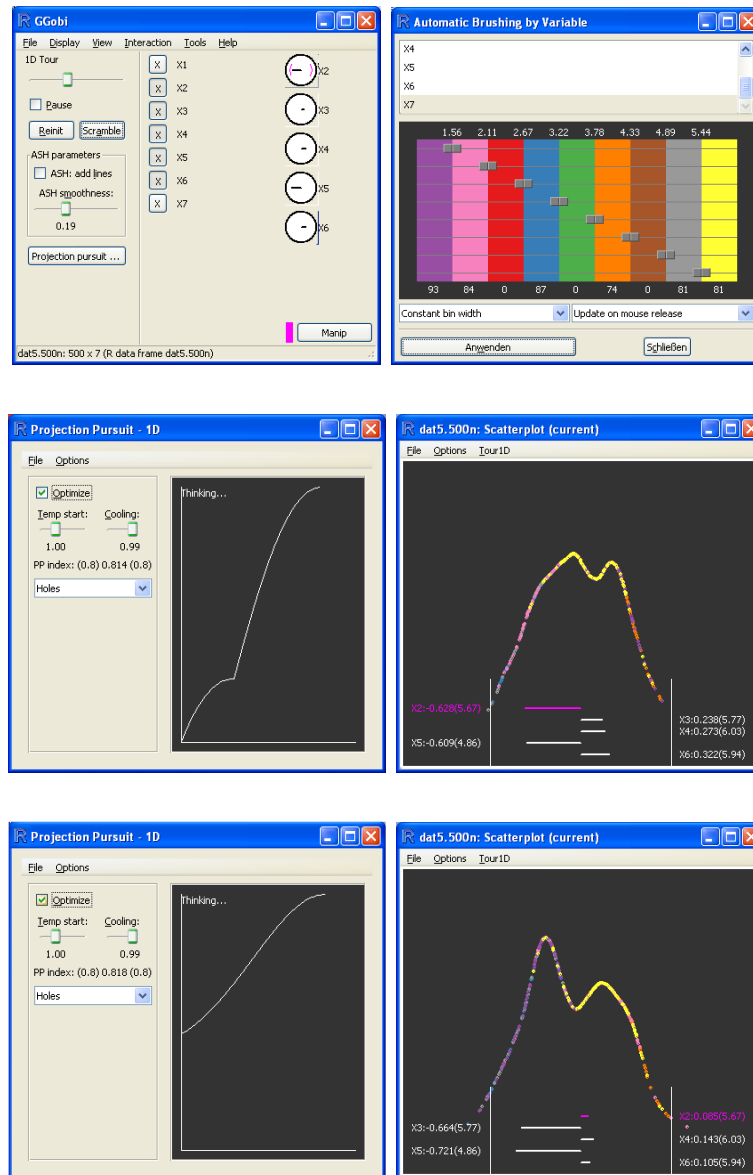 GGobi
File Display View Interaction Tools Help
1D Tour
Pause
Reinit Scramble
ASH parameters
ASH: add lines
ASH smoothness:
0.19
Projection pursuit ...
X X1
X X2
X X3
X X4
X X5
X X6
X X7
X2
X3
X4
X5
X6
Manip
dat5.500n: 500 x 7 (R data frame dat5.500n)
Automatic Brushing by Variable
X4
X5
X6
X7
1.56 2.11 2.67 3.22 3.78 4.33 4.89 5.44
93 84 0 87 0 74 0 81 81
Constant bin width Update on mouse release
Anwenden Schließen
Projection Pursuit - 1D
File Options
Optimize
Temp start: Cooling:
1.00 0.99
PP index: (0.8) 0.814 (0.8)
Holes
Thinking...
dat5.500n: Scatterplot (current)
File Options Tour1D
X2:-0.628(5.67)
X3:0.238(5.77)
X4:0.273(6.03)
X5:-0.609(4.86)
X6:0.322(5.94)
Projection Pursuit - 1D
File Options
Optimize
Temp start: Cooling:
1.00 0.99
PP index: (0.8) 0.818 (0.8)
Holes
Thinking...
dat5.500n: Scatterplot (current)
File Options Tour1D
X2:0.085(5.67)
X3:-0.664(5.77)
X4:0.143(6.03)
X5:-0.721(4.86)
X6:0.105(5.94)